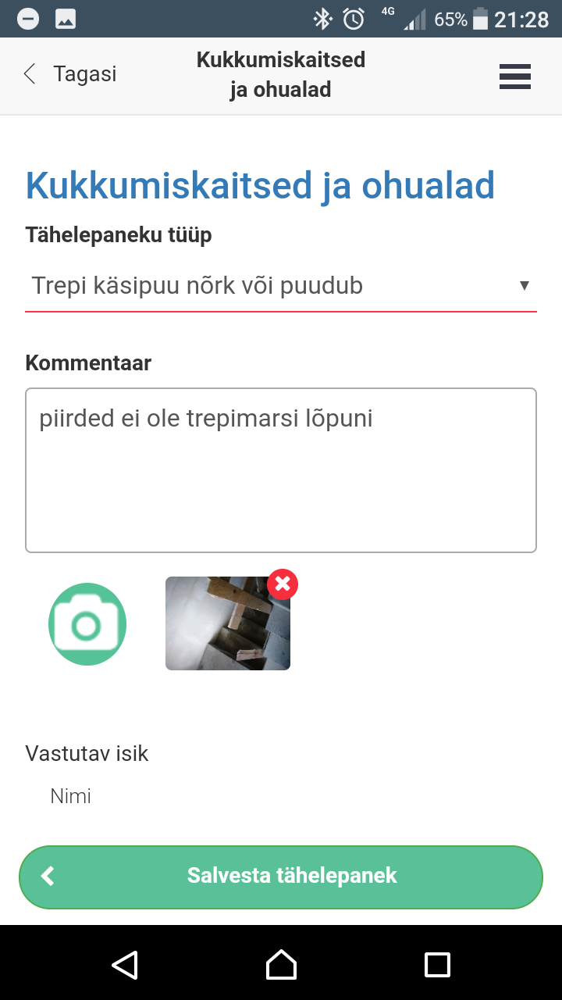 4G 65% 21:28
Tagasi
Kukkumiskaitsed
ja ohualad
Kukkumiskaitsed ja ohualad
Tähelepaneku tüüp
Trepi käsipuu nõrk või puudub
Kommentaar
piirded ei ole trepimarsi lõpuni
Vastutav isik
Nimi
Salvesta tähelepanek